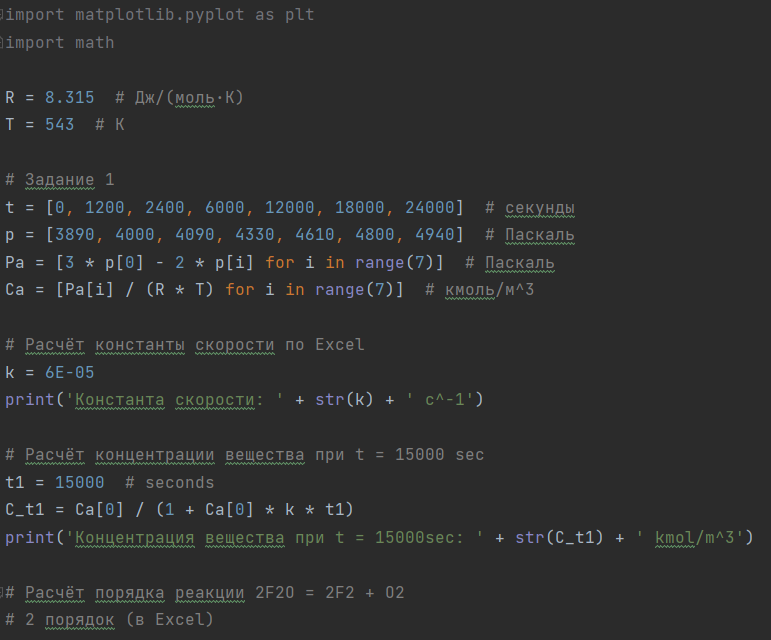 import matplotlib.pyplot as plt
import math
R = 8.315  # Дж/(моль·К)
T = 543  # К
# Задание 1
t = [0, 1200, 2400, 6000, 12000, 18000, 24000]  # секунды
p = [3890, 4000, 4090, 4330, 4610, 4800, 4940]  # Паскаль
Pa = [3 * p[0] - 2 * p[i] for i in range(7)]  # Паскаль
Ca = [Pa[i] / (R * T) for i in range(7)]  # кмоль/м^3
# Расчёт константы скорости по Excel
k = 6E-05
print('Константа скорости: ' + str(k) + ' с^-1')
# Расчёт концентрации вещества при t = 15000 sec
t1 = 15000  # seconds
C_t1 = Ca[0] / (1 + Ca[0] * k * t1)
print('Концентрация вещества при t = 15000sec: ' + str(C_t1) + ' kmol/m^3')
# Расчёт порядка реакции 2F2O = 2F2 + O2
# 2 порядок (в Excel)